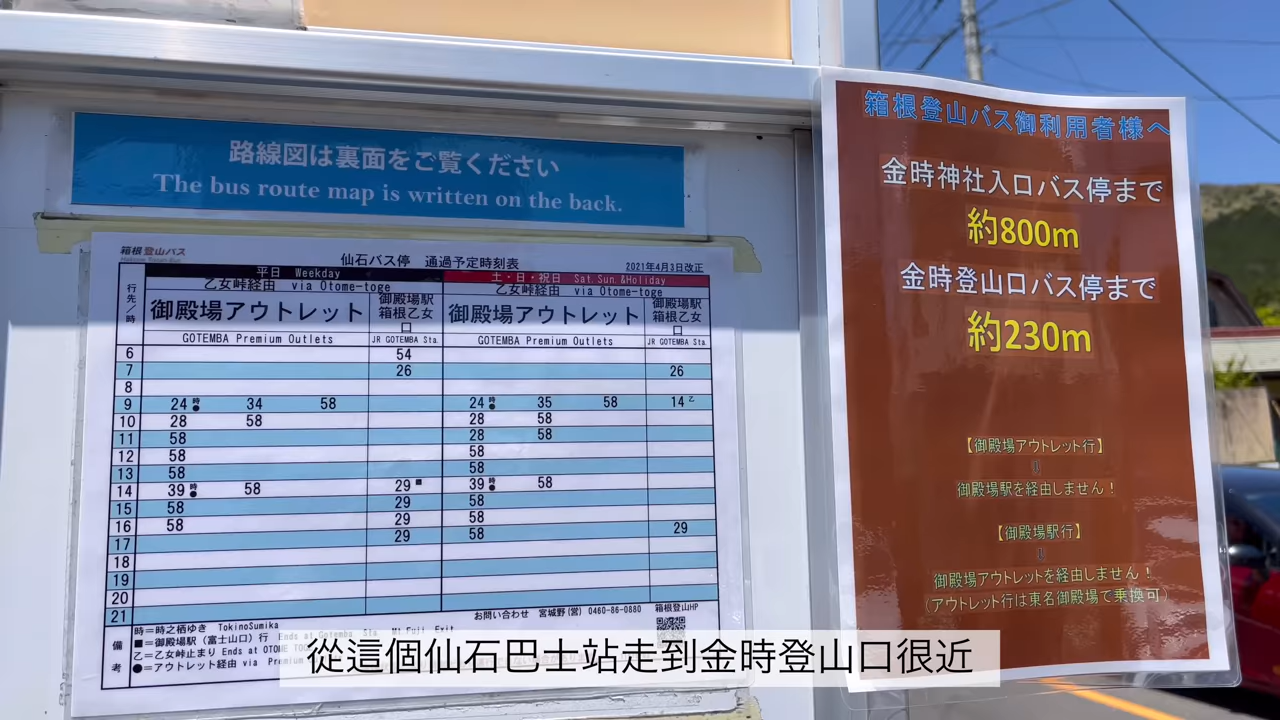 路線図は裏面をご覧ください
The bus route map is written on the back.
箱根登山バス
仙石バス停 通過予定時刻表
2021年4月3日改正
行先/時
平日 Weekday
土・日・祝日 Sat.Sun.&Holiday
乙女峠経由 via Otome-toge
乙女峠経由 via Otome-toge
御殿場アウトレット
御殿場駅
箱根乙女
口
御殿場アウトレット
御殿場駅
箱根乙女
口
GOTEMBA Premium Outlets
JR GOTEMBA Sta.
GOTEMBA Premium Outlets
JR GOTEMBA Sta.
6 54
7 26 26
8
9 24時● 34 58 24時● 35 58 14乙
10 28 58 28 58
11 58 28 58
12 58 58
13 58 58
14 39時● 58 29■ 39時● 58
15 58 29 58
16 58 29 58 29
17 29 58
18
19
20
21
お問い合わせ 宮城野(営) 0460-86-0880
箱根登山HP
備考
時=時之栖ゆき TokinoSumika
■=御殿場駅(富士山口)行 Ends at Gotemba Sta. Mt.Fuji Exit
乙=乙女峠止まり Ends at OTOME TOG
●=アウトレット経由 via Premium
箱根登山バス御利用者様へ
金時神社入口バス停まで
約800m
金時登山口バス停まで
約230m
【御殿場アウトレット行】
⇓
御殿場駅を経由しません!
【御殿場駅行】
⇓
御殿場アウトレットを経由しません!
(アウトレット行は東名御殿場で乗換可)
從這個仙石巴士站走到金時登山口很近